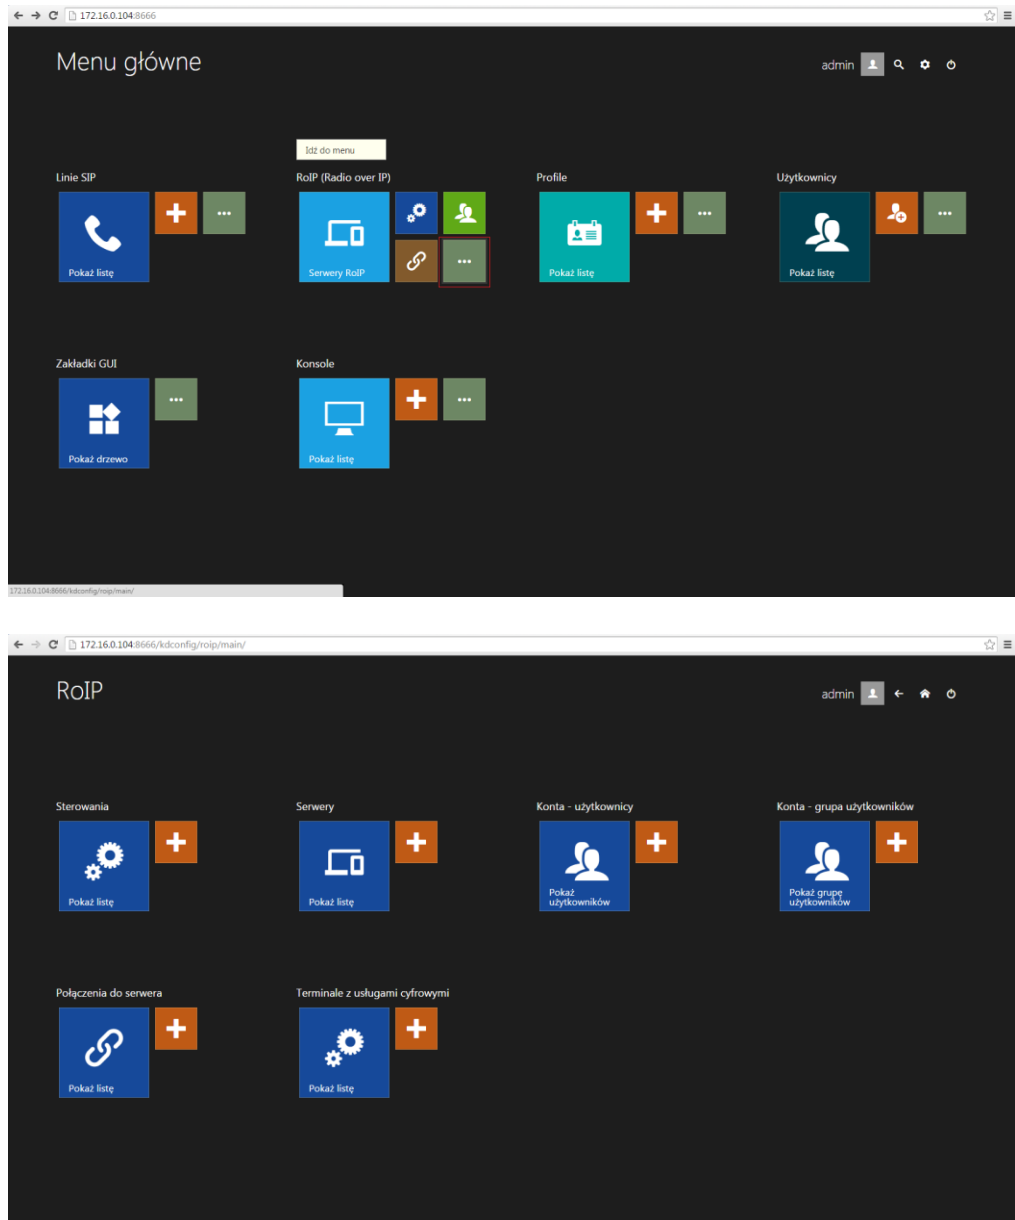 172.16.0.104:8666
Menu główne
admin
Idź do menu
Linie SIP
RoIP (Radio over IP)
Profile
Użytkownicy
Pokaż listę
Serwery RoIP
Pokaż listę
Pokaż listę
Zakładki GUI
Konsole
Pokaż drzewo
Pokaż listę
172.16.0.104:8666/kdconfig/roip/main/
172.16.0.104:8666/kdconfig/roip/main/
RoIP
admin
Sterowania
Serwery
Konta - użytkownicy
Konta - grupa użytkowników
Pokaż listę
Pokaż listę
Pokaż
użytkowników
Pokaż grupę
użytkowników
Połączenia do serwera
Terminale z usługami cyfrowymi
Pokaż listę
Pokaż listę